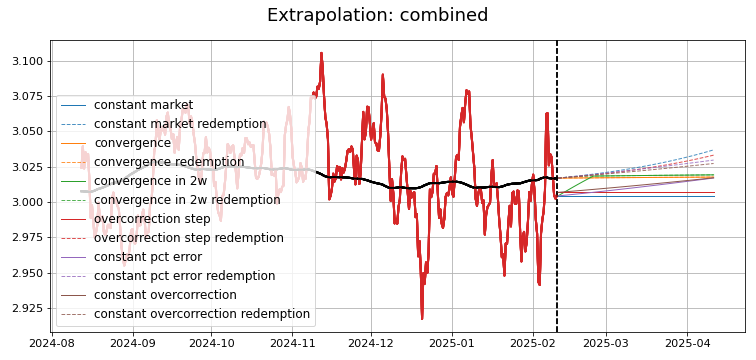 Extrapolation: combined
3.100
3.075
3.050
3.025
3.000
2.975
2.950
2.925
constant market
constant market redemption
convergence
convergence redemption
convergence in 2w
convergence in 2w redemption
overcorrection step
overcorrection step redemption
constant pct error
constant pct error redemption
constant overcorrection
constant overcorrection redemption
2024-08 2024-09 2024-10 2024-11 2024-12 2025-01 2025-02 2025-03 2025-04